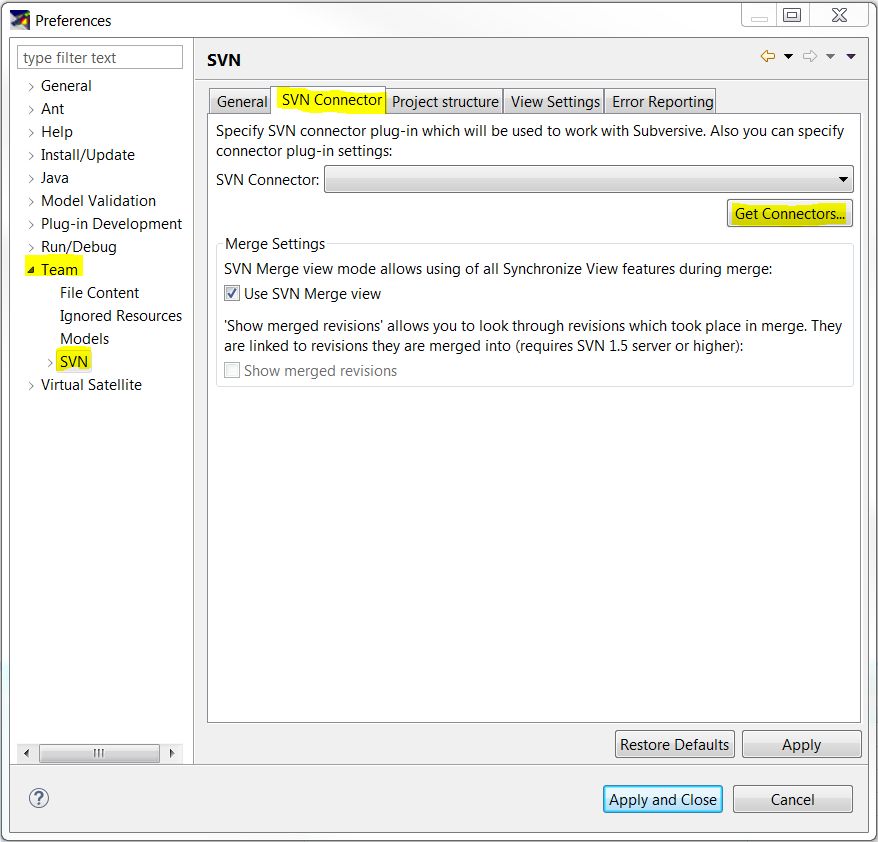 Preferences
type filter text
General
Ant
Help
Install/Update
Java
Model Validation
Plug-in Development
Run/Debug
Team
File Content
Ignored Resources
Models
SVN
Virtual Satellite
SVN
General
SVN Connector
Project structure
View Settings
Error Reporting
Specify SVN connector plug-in which will be used to work with Subversive. Also you can specify
connector plug-in settings:
SVN Connector:
Get Connectors...
Merge Settings
SVN Merge view mode allows using of all Synchronize View features during merge:
Use SVN Merge view
'Show merged revisions' allows you to look through revisions which took place in merge. They
are linked to revisions they are merged into (requires SVN 1.5 server or higher):
Show merged revisions
Restore Defaults
Apply
?
Apply and Close
Cancel